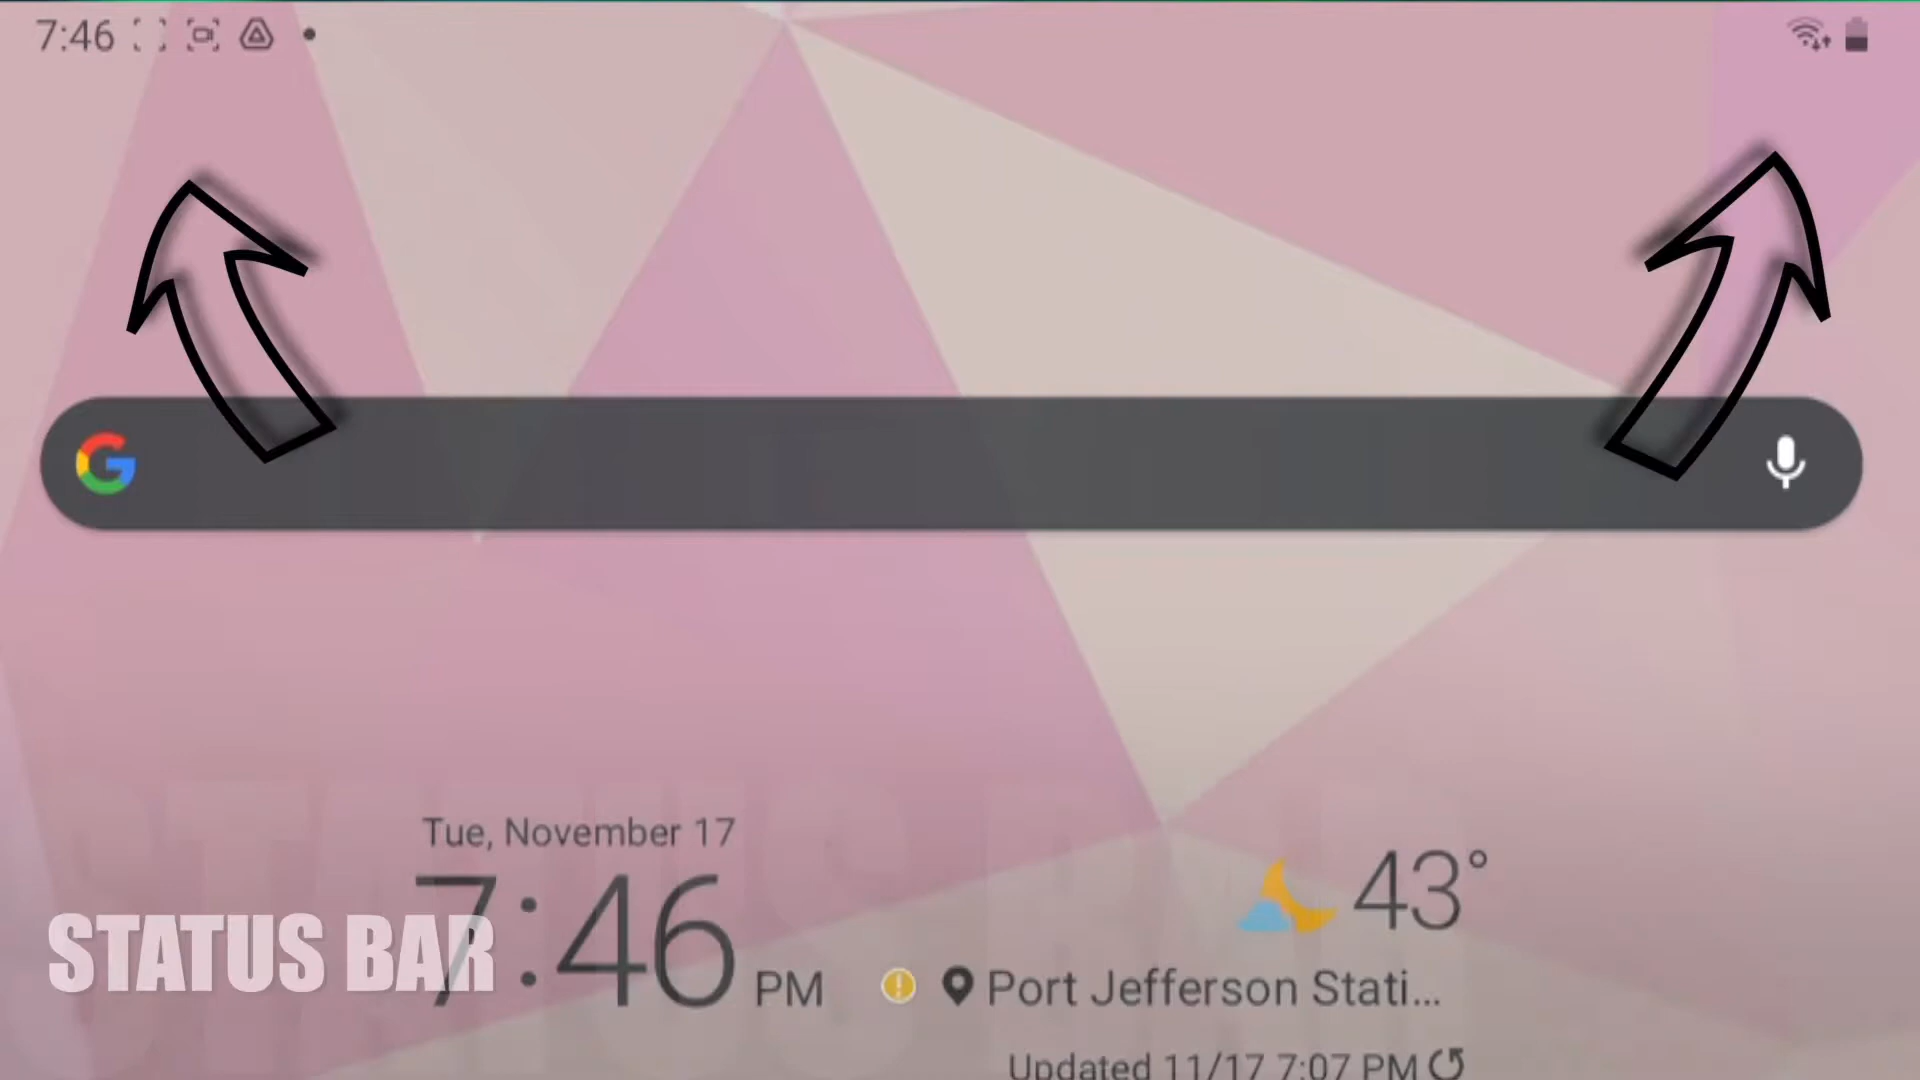 7:46
Tue, November 17
7:46 PM
43°
Port Jefferson Stati...
Updated 11/17 7:07 PM
STATUS BAR